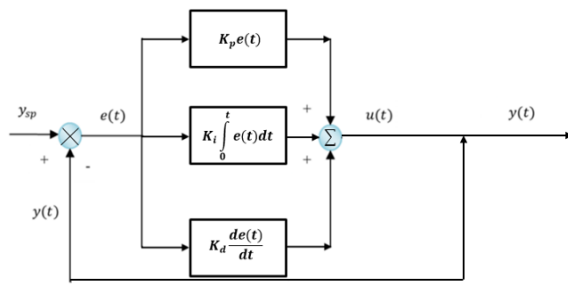 K_p e(t)
y_sp
e(t)
+
u(t)
y(t)
K_i ∫_0^t e(t)dt
Σ
+
-
+
y(t)
K_d de(t)/dt